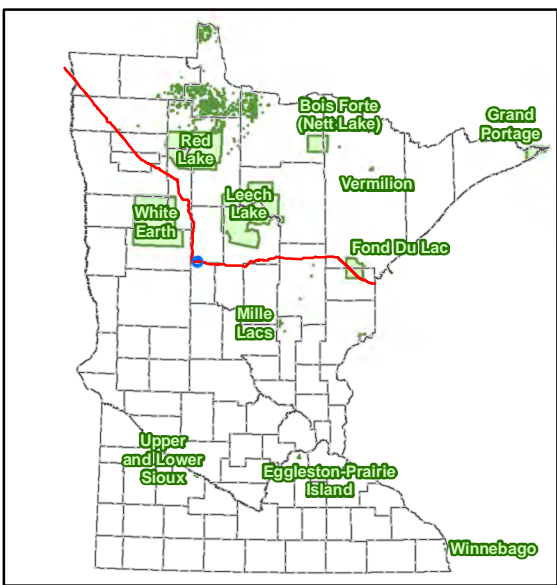 Bois Forte
(Nett Lake)
Grand
Portage
Red
Lake
Vermilion
Leech
Lake
White
Earth
Fond Du Lac
Mille
Lacs
Upper
and Lower
Sioux
Eggleston-Prairie
Island
Winnebago